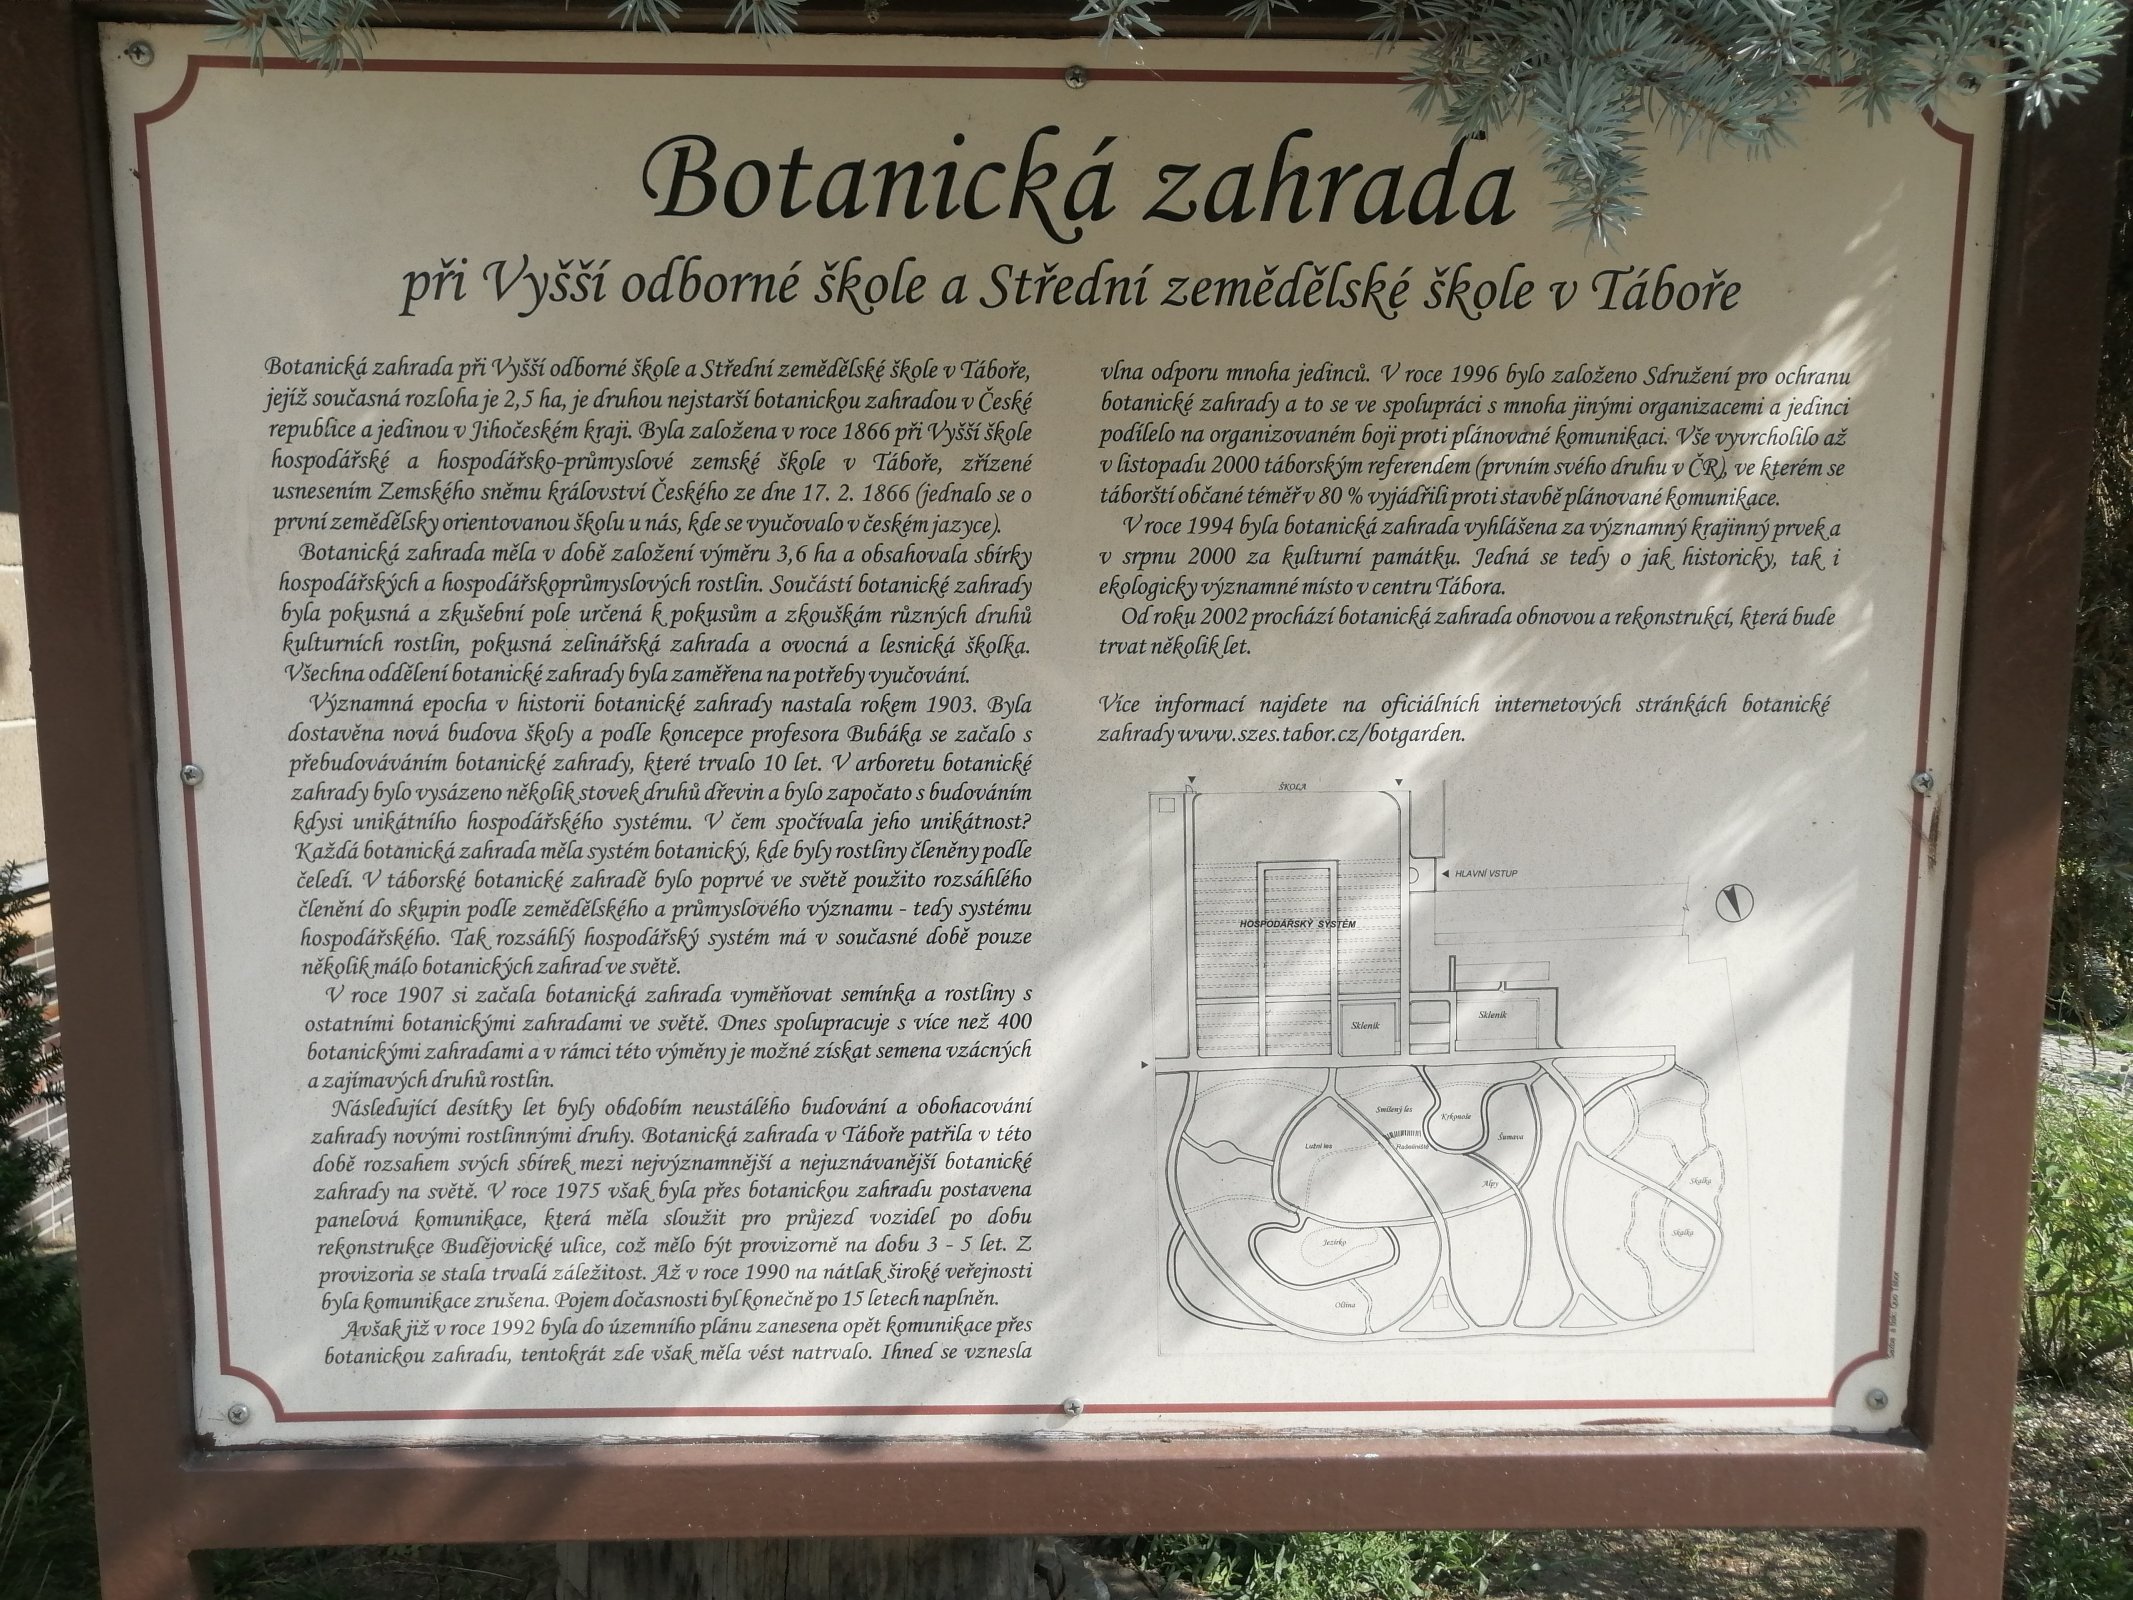 Botanická zahrada
při Vyšší odborné škole a Střední zemědělské škole v Táboře
Botanická zahrada při Vyšší odborné škole a Střední zemědělské škole v Táboře,
jejíž současná rozloha je 2,5 ha, je druhou nejstarší botanickou zahradou v České
republice a jedinou v Jihočeském kraji. Byla založena v roce 1866 při Vyšší škole
hospodářské a hospodářsko-průmyslové zemské škole v Táboře, zřízené
usnesením Zemského sněmu království Českého ze dne 17. 2. 1866 (jednalo se o
první zemědělsky orientovanou školu u nás, kde se vyučovalo v českém jazyce).
Botanická zahrada měla v době založení výměru 3,6 ha a obsahovala sbírky
hospodářských a hospodářskoprůmyslových rostlin. Součástí botanické zahrady
byla pokusná a zkušební pole určená k pokusům a zkouškám různých druhů
kulturních rostlin, pokusná zelinářská zahrada a ovocná a lesnická školka.
Všechna oddělení botanické zahrady byla zaměřena na potřeby vyučování.
Významná epocha v historii botanické zahrady nastala rokem 1903. Byla
dostavěna nová budova školy a podle koncepce profesora Bubáka se začalo s
přebudováváním botanické zahrady, které trvalo 10 let. V arboretu botanické
zahrady bylo vysázeno několik stovek druhů dřevin a bylo započato s budováním
kdysi unikátního hospodářského systému. V čem spočívala jeho unikátnost?
Každá botanická zahrada měla systém botanický, kde byly rostliny členěny podle
čeledí. V táborské botanické zahradě bylo poprvé ve světě použito rozsáhlého
členění do skupin podle zemědělského a průmyslového významu - tedy systému
hospodářského. Tak rozsáhlý hospodářský systém má v současné době pouze
několik málo botanických zahrad ve světě.
V roce 1907 si začala botanická zahrada vyměňovat semínka a rostliny s
ostatními botanickými zahradami ve světě. Dnes spolupracuje s více než 400
botanickými zahradami a v rámci této výměny je možné získat semena vzácných
a zajímavých druhů rostlin.
Následující desítky let byly obdobím neustálého budování a obohacování
zahrady novými rostlinnými druhy. Botanická zahrada v Táboře patřila v této
době rozsahem svých sbírek mezi nejvýznamnější a nejuznávanější botanické
zahrady na světě. V roce 1975 však byla přes botanickou zahradu postavena
panelová komunikace, která měla sloužit pro průjezd vozidel po dobu
rekonstrukce Budějovické ulice, což mělo být provizorně na dobu 3 - 5 let. Z
provizoria se stala trvalá záležitost. Až v roce 1990 na nátlak široké veřejnosti
byla komunikace zrušena. Pojem dočasnosti byl konečně po 15 letech naplněn.
Avšak již v roce 1992 byla do územního plánu zanesena opět komunikace přes
botanickou zahradu, tentokrát zde však měla vést natrvalo. Ihned se vznesla
vlna odporu mnoha jedinců. V roce 1996 bylo založeno Sdružení pro ochranu
botanické zahrady a to se ve spolupráci s mnoha jinými organizacemi a jedinci
podílelo na organizovaném boji proti plánované komunikaci. Vše vyvrcholilo až
v listopadu 2000 táborským referendem (prvním svého druhu v ČR), ve kterém se
táborští občané téměř v 80 % vyjádřili proti stavbě plánované komunikace.
V roce 1994 byla botanická zahrada vyhlášena za významný krajinný prvek a
v srpnu 2000 za kulturní památku. Jedná se tedy o jak historicky, tak i
ekologicky významné místo v centru Tábora.
Od roku 2002 prochází botanická zahrada obnovou a rekonstrukcí, která bude
trvat několik let.
Více informací najdete na oficiálních internetových stránkách botanické
zahrady www.szes.tabor.cz/botgarden.
ŠKOLA
HLAVNÍ VSTUP
HOSPODÁŘSKÝ SYSTÉM
Skleník
Skleník
Smíšený les
Krkonoše
Lužní les
Rašeliniště
Šumava
Alpy
Skalka
Skalka
Jezírko
Olšina